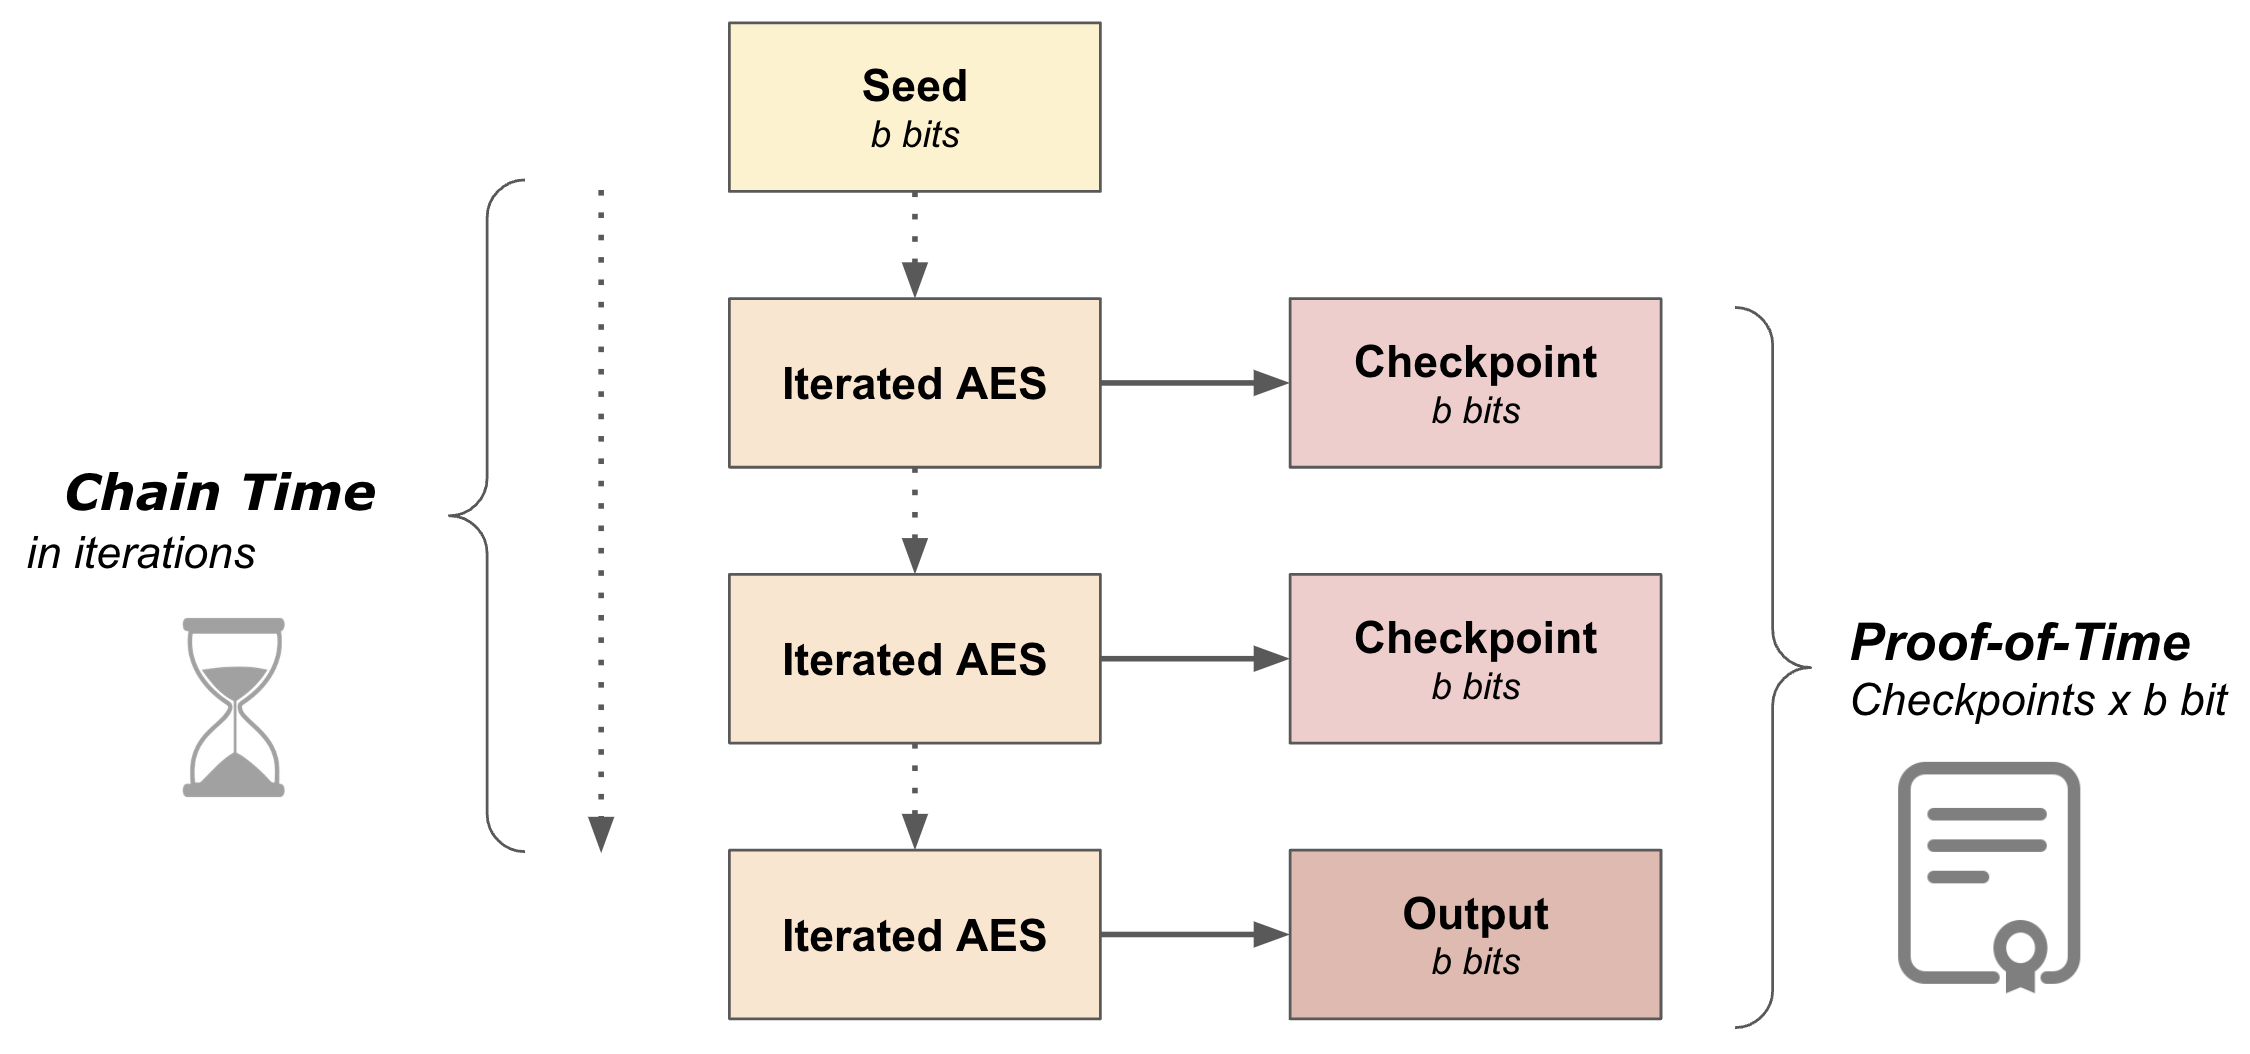 Seed
b bits
Iterated AES
Checkpoint
b bits
Chain Time
in iterations
Iterated AES
Checkpoint
b bits
Proof-of-Time
Checkpoints x b bit
Iterated AES
Output
b bits